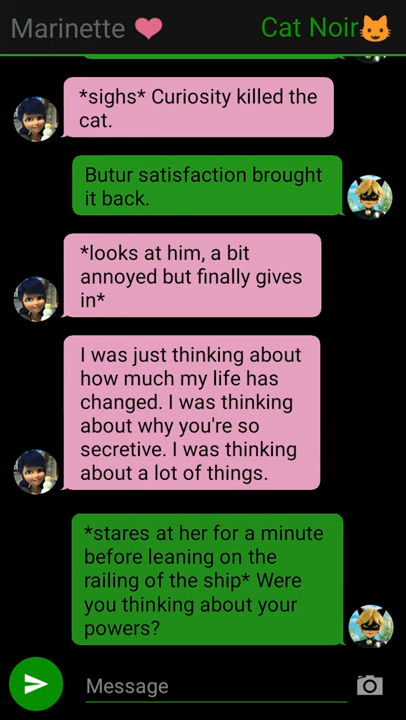 Marinette ❤ Cat Noir🐱
*sighs* Curiosity killed the
cat.
Butur satisfaction brought
it back.
*looks at him, a bit
annoyed but finally gives
in*
I was just thinking about
how much my life has
changed. I was thinking
about why you're so
secretive. I was thinking
about a lot of things.
*stares at her for a minute
before leaning on the
railing of the ship* Were
you thinking about your
powers?
Message